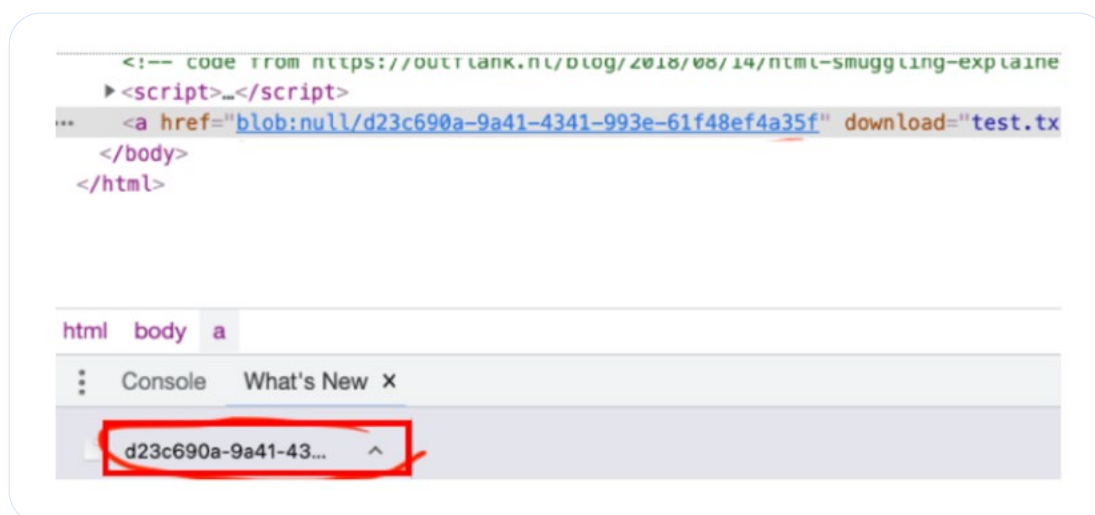 <!-- code from https://outflank.nl/blog/2018/08/14/html-smuggling-explaine
▶<script>…</script>
… <a href="blob:null/d23c690a-9a41-4341-993e-61f48ef4a35f" download="test.tx
</body>
</html>
html body a
⋮ Console What's New ×
d23c690a-9a41-43... ^